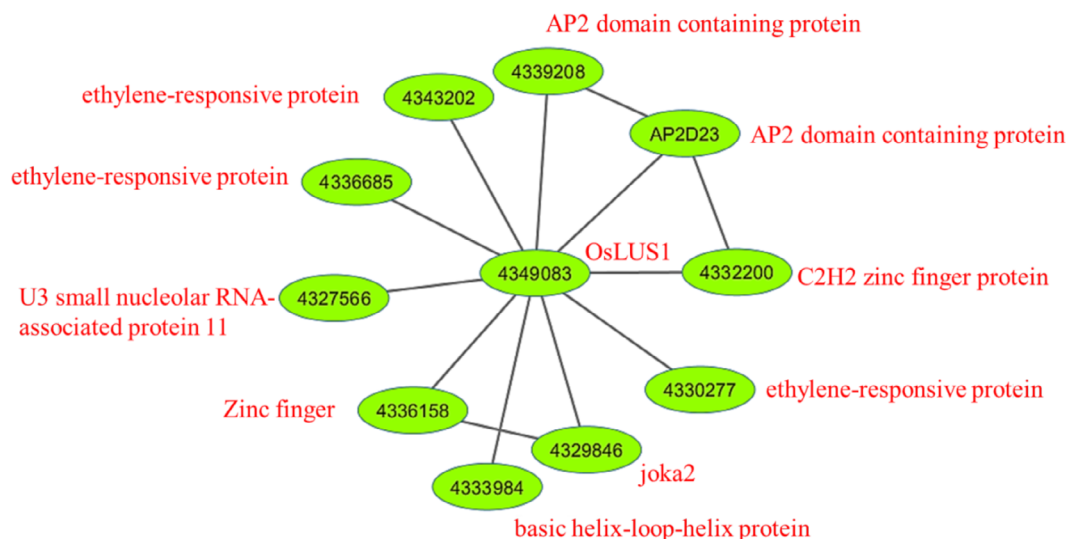 AP2 domain containing protein
4339208
ethylene-responsive protein
4343202
AP2D23
AP2 domain containing protein
ethylene-responsive protein
4336685
OsLUS1
4349083
4332200
C2H2 zinc finger protein
U3 small nucleolar RNA-
associated protein 11
4327566
4330277
ethylene-responsive protein
Zinc finger
4336158
4329846
joka2
4333984
basic helix-loop-helix protein